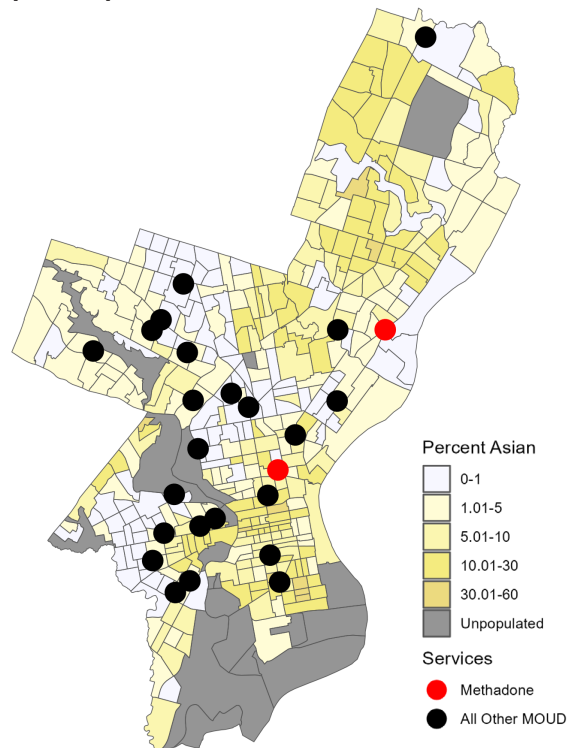 Percent Asian
0-1
1.01-5
5.01-10
10.01-30
30.01-60
Unpopulated
Services
Methadone
All Other MOUD